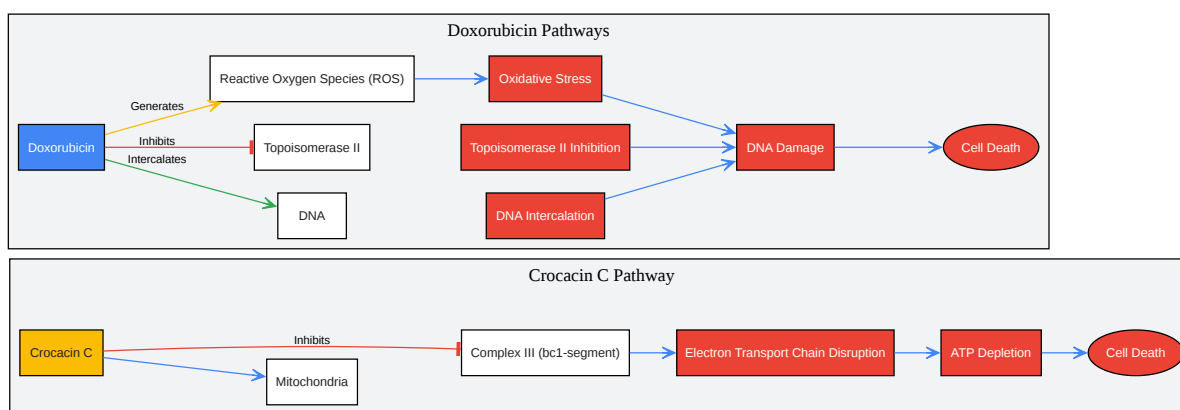 Doxorubicin Pathways
Reactive Oxygen Species (ROS)
Oxidative Stress
Generates
Doxorubicin
Inhibits
Intercalates
Topoisomerase II
Topoisomerase II Inhibition
DNA Damage
Cell Death
DNA
DNA Intercalation
Crocacin C Pathway
Crocacin C
Inhibits
Complex III (bc1-segment)
Electron Transport Chain Disruption
ATP Depletion
Cell Death
Mitochondria